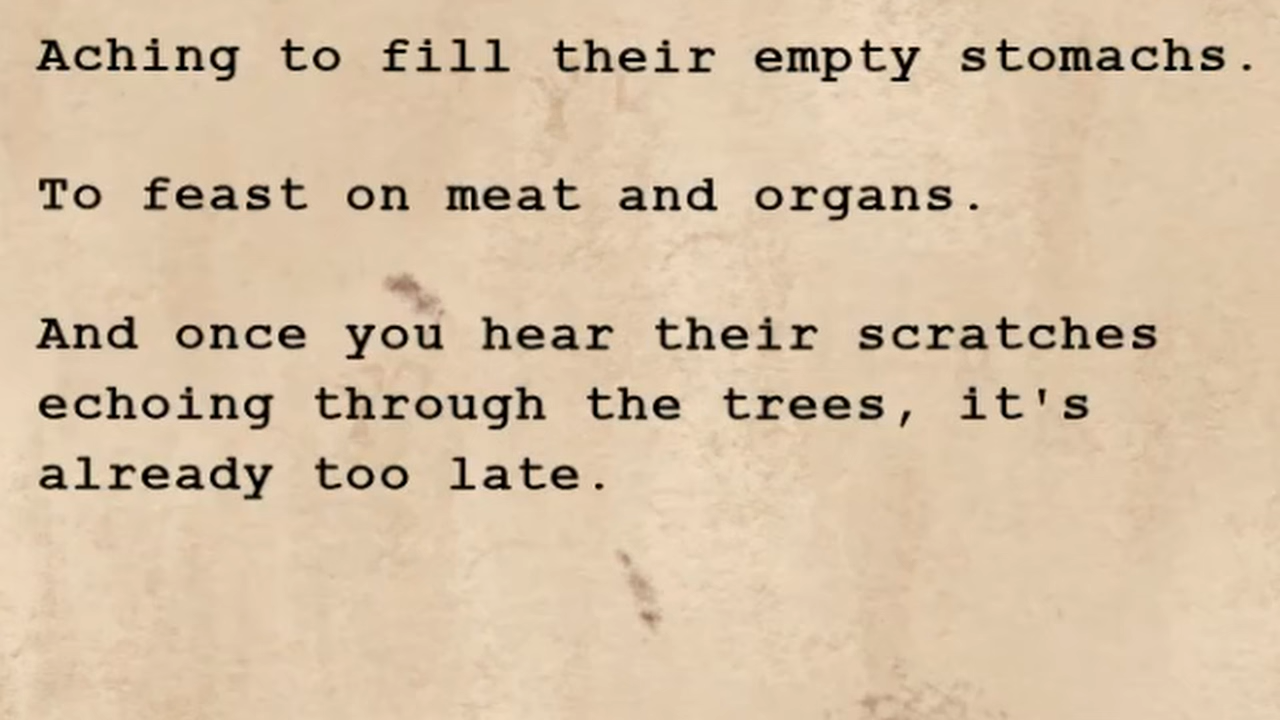 Aching to fill their empty stomachs.
To feast on meat and organs.
And once you hear their scratches
echoing through the trees, it's
already too late.